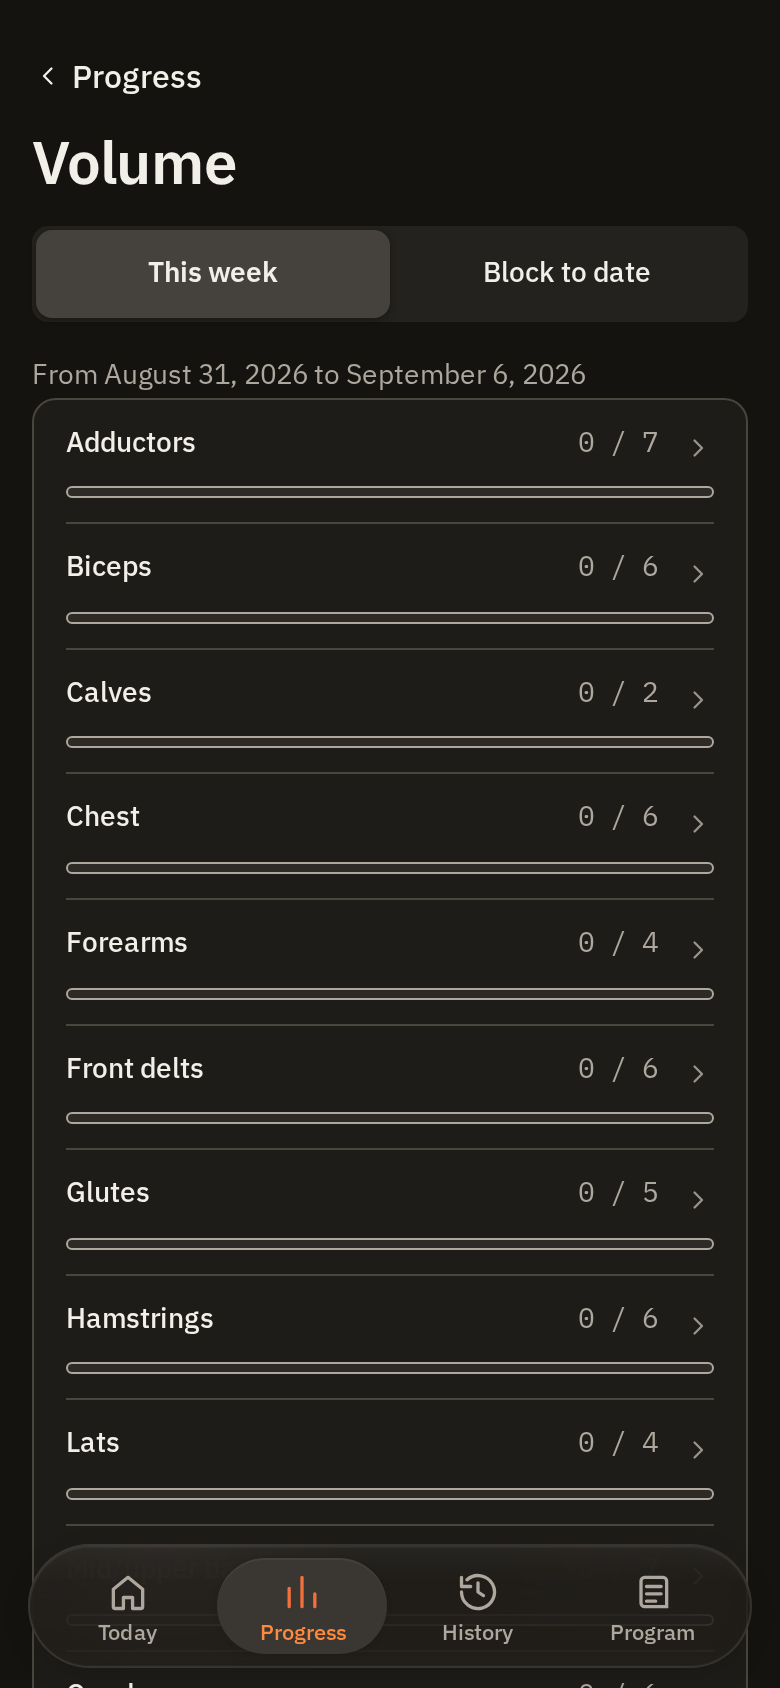 Progress
Volume
This week
Block to date
From August 31, 2026 to September 6, 2026
Adductors 0 / 7
Biceps 0 / 6
Calves 0 / 2
Chest 0 / 6
Forearms 0 / 4
Front delts 0 / 6
Glutes 0 / 5
Hamstrings 0 / 6
Lats 0 / 4
Today
Progress
History
Program